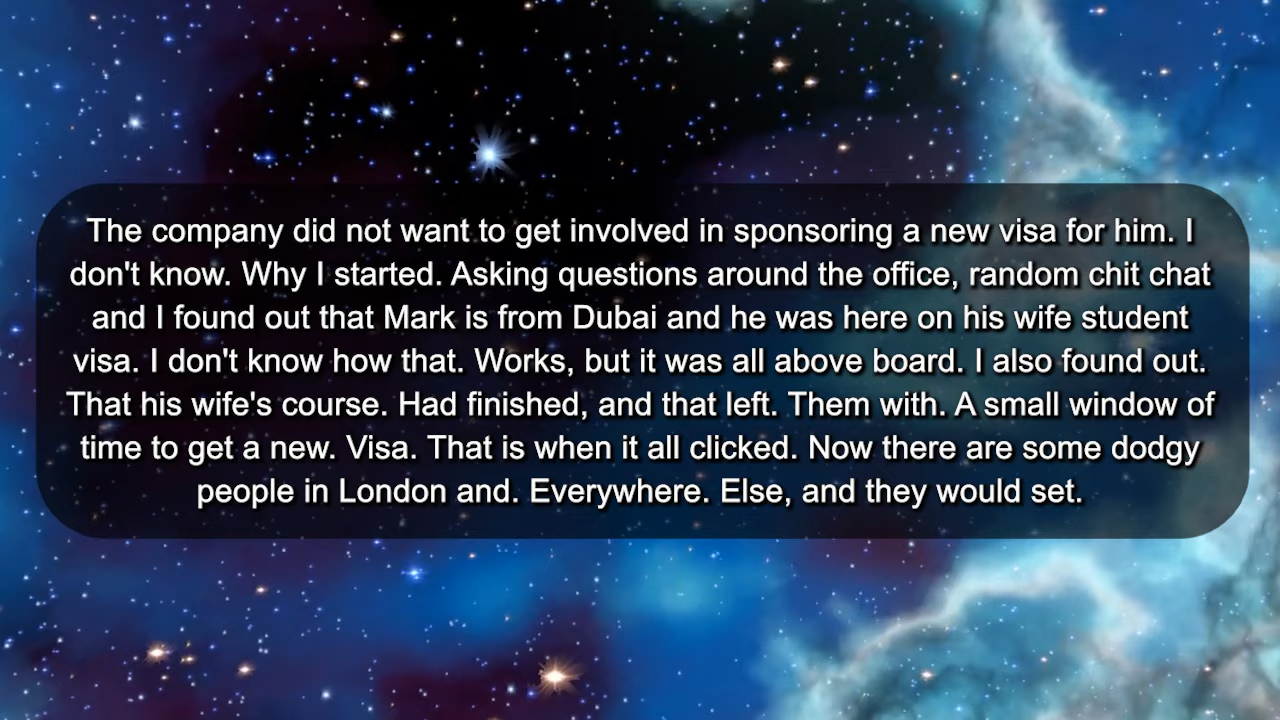 The company did not want to get involved in sponsoring a new visa for him. I
don't know. Why I started. Asking questions around the office, random chit chat
and I found out that Mark is from Dubai and he was here on his wife student
visa. I don't know how that. Works, but it was all above board. I also found out.
That his wife's course. Had finished, and that left. Them with. A small window of
time to get a new. Visa. That is when it all clicked. Now there are some dodgy
people in London and. Everywhere. Else, and they would set.